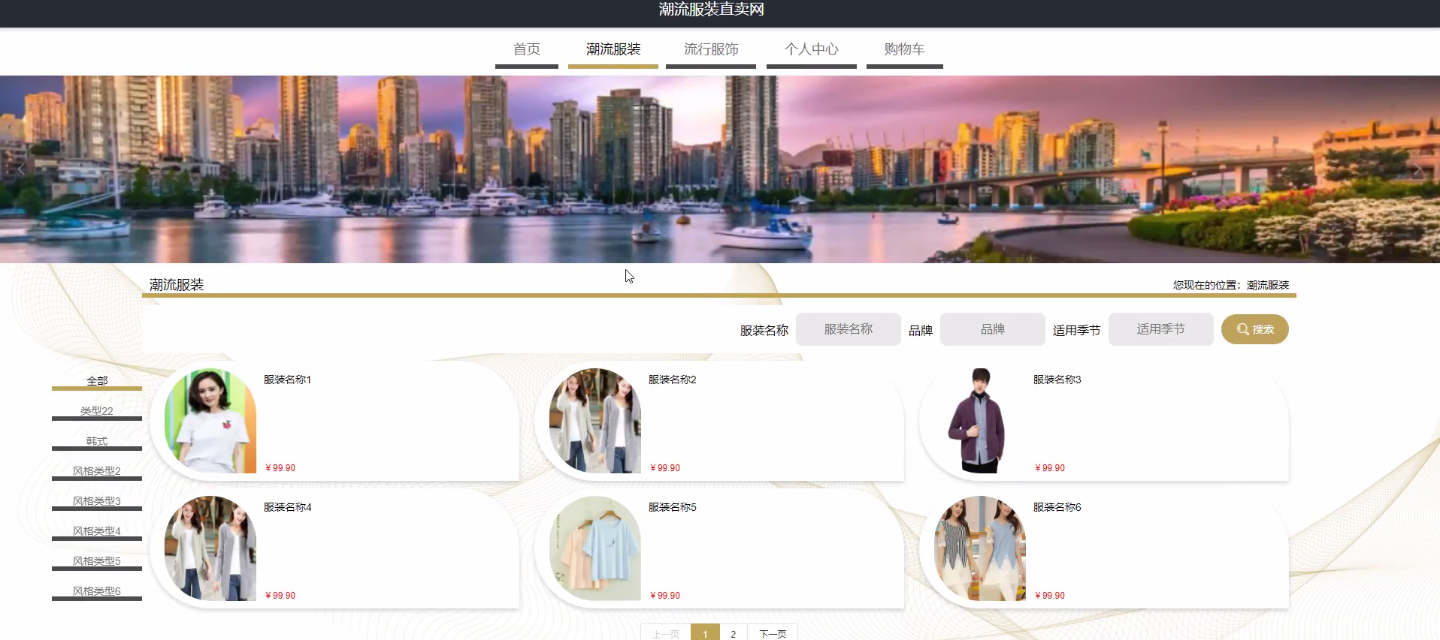 潮流服装直卖网
首页 潮流服装 流行服饰 个人中心 购物车
潮流服装 您现在的位置：潮流服装
服装名称 服装名称 品牌 品牌 适用季节 适用季节 搜索
全部
类型22
韩式
风格类型2
风格类型3
风格类型4
风格类型5
风格类型6
服装名称1
￥99.90
服装名称2
￥99.90
服装名称3
￥99.90
服装名称4
￥99.90
服装名称5
￥99.90
服装名称6
￥99.90
上一页 1 2 下一页